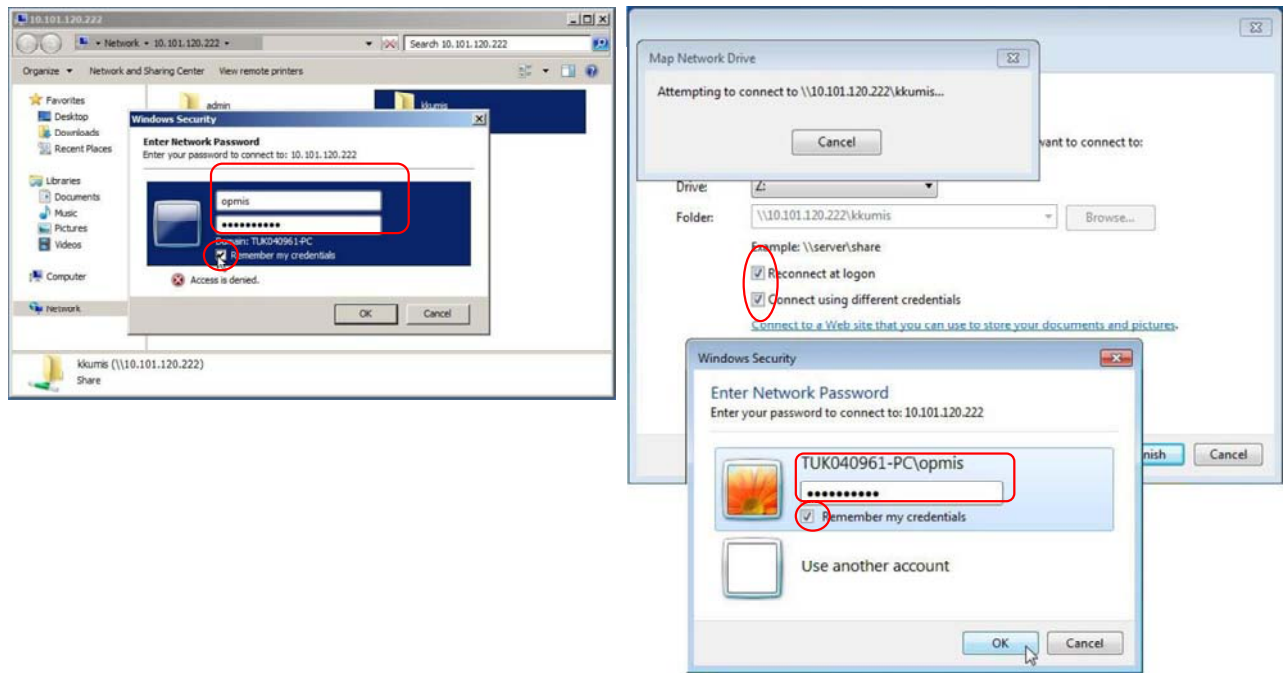 10.101.120.222
Network
10.101.120.222
Search 10.101.120.222
Organize
Network and Sharing Center
View remote printers
Favorites
Desktop
Downloads
Recent Places
Libraries
Documents
Music
Pictures
Videos
Computer
Network
admin
kkumis
Windows Security
Enter Network Password
Enter your password to connect to: 10.101.120.222
opmis
Domain: TUK040961-PC
Remember my credentials
Access is denied.
OK
Cancel
kkumis (\\10.101.120.222)
Share
Map Network Drive
Attempting to connect to \\10.101.120.222\kkumis...
Cancel
want to connect to:
Drive:
Z:
Folder:
\\10.101.120.222\kkumis
Browse...
Example: \\server\share
Reconnect at logon
Connect using different credentials
Connect to a Web site that you can use to store your documents and pictures.
nish
Cancel
Windows Security
Enter Network Password
Enter your password to connect to: 10.101.120.222
TUK040961-PC\opmis
Remember my credentials
Use another account
OK
Cancel